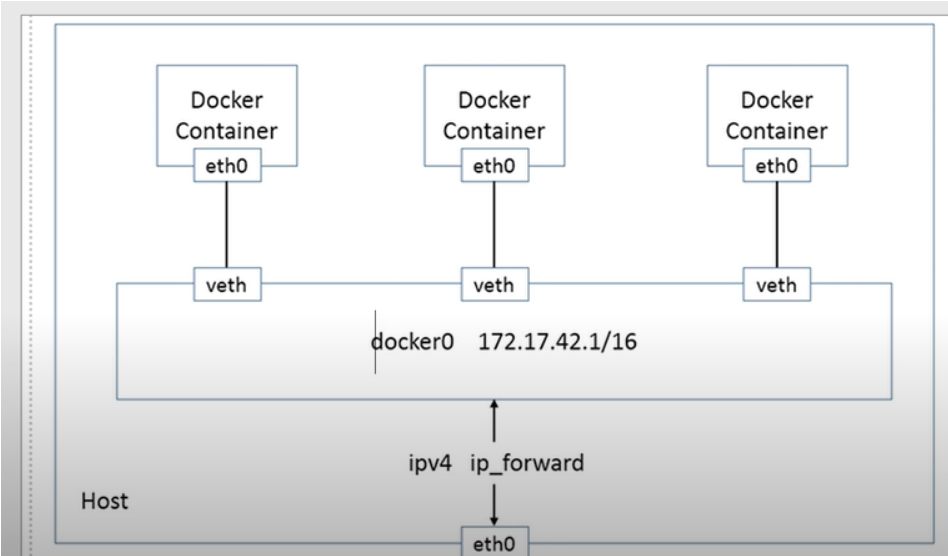 Docker
Container
Docker
Container
Docker
Container
eth0
eth0
eth0
veth
veth
veth
docker0 172.17.42.1/16
ipv4 ip_forward
Host
eth0